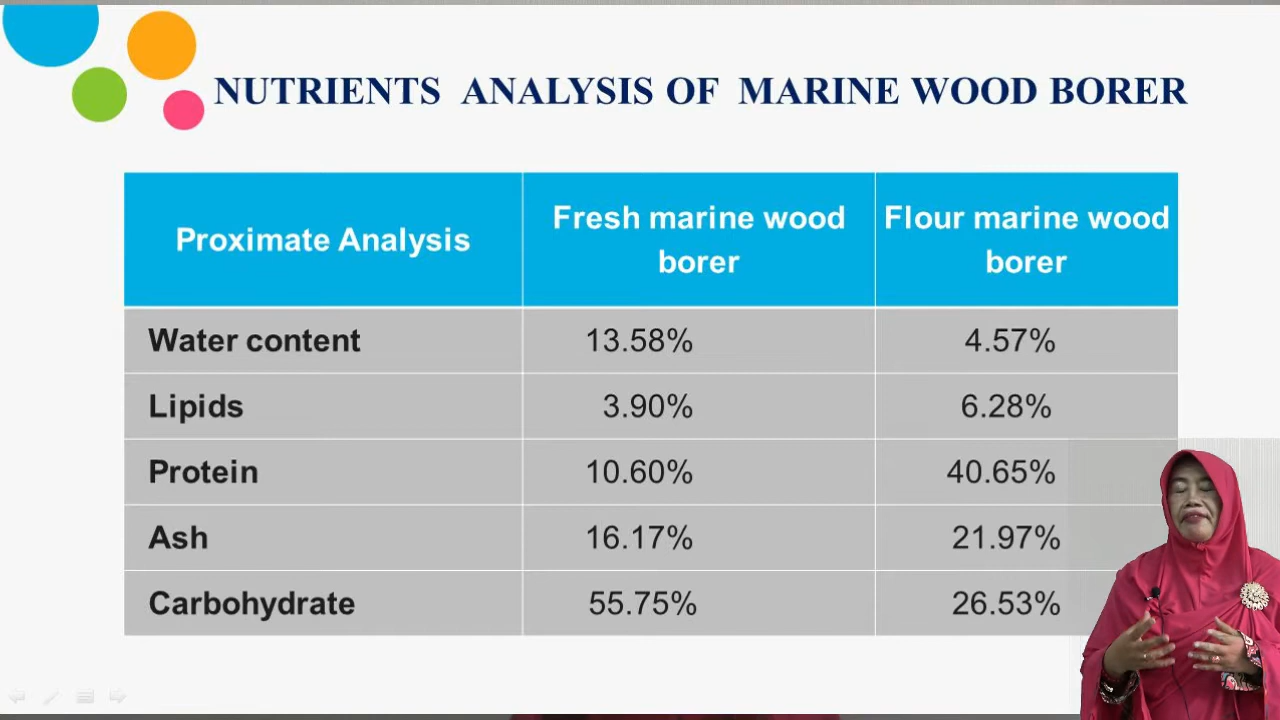 NUTRIENTS ANALYSIS OF MARINE WOOD BORER
Proximate Analysis
Fresh marine wood
borer
Flour marine wood
borer
Water content 13.58% 4.57%
Lipids 3.90% 6.28%
Protein 10.60% 40.65%
Ash 16.17% 21.97%
Carbohydrate 55.75% 26.53%